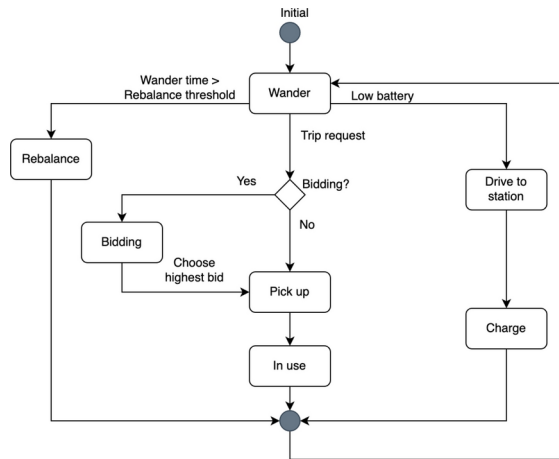 Initial
Wander time >
Rebalance threshold
Wander
Low battery
Trip request
Rebalance
Yes
Bidding?
Drive to
station
No
Bidding
Choose
highest bid
Pick up
Charge
In use